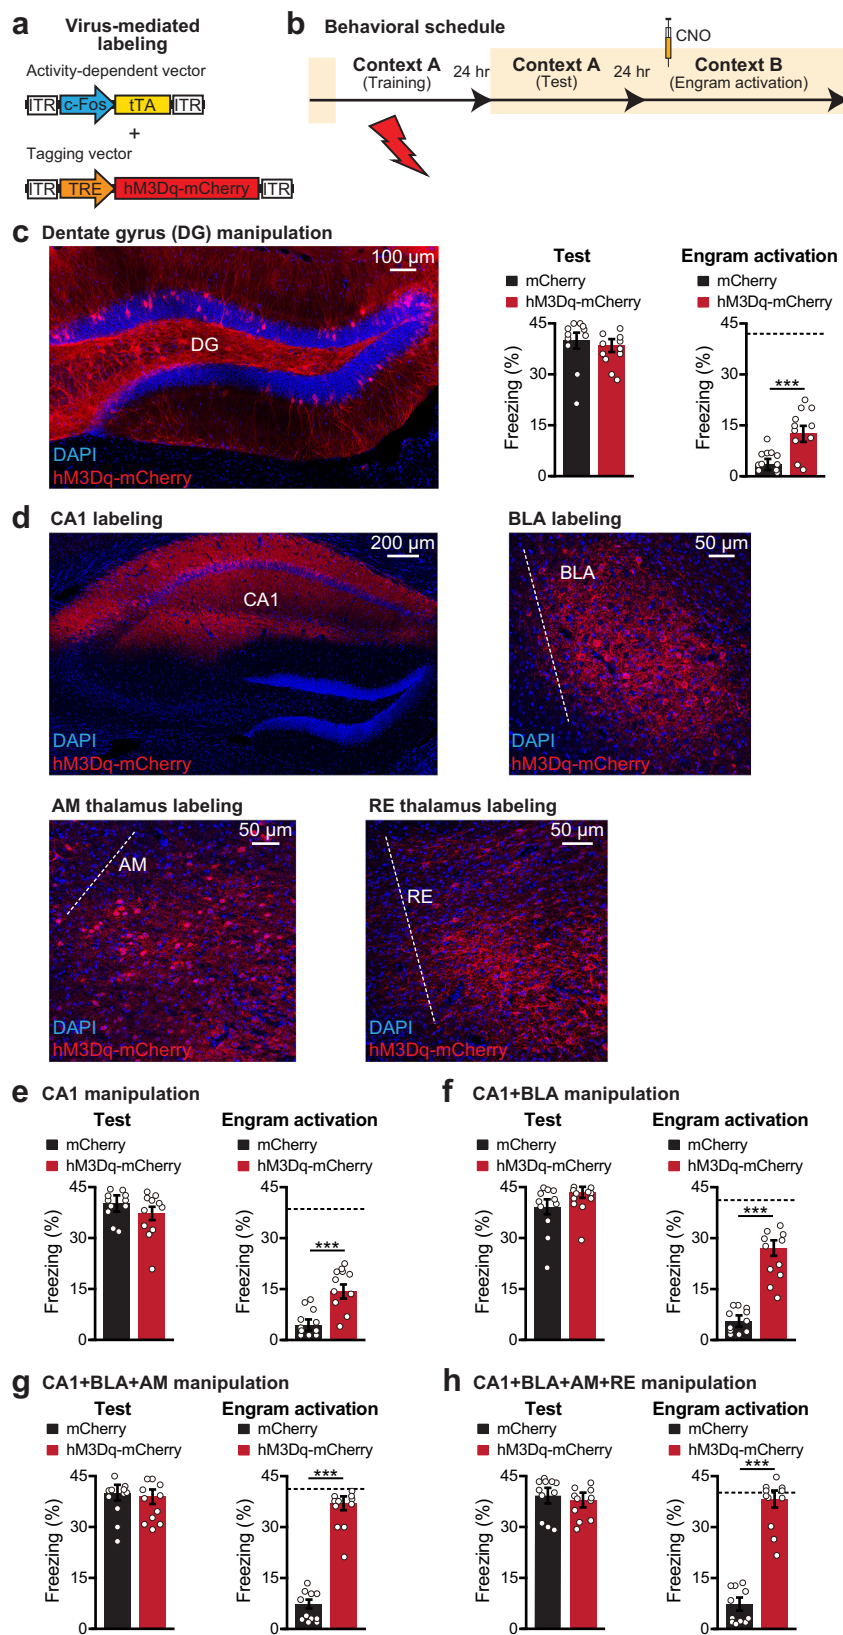 a
Virus-mediated
labeling
Activity-dependent vector
ITR c-Fos tTA ITR
+
Tagging vector
ITR TRE hM3Dq-mCherry ITR
b Behavioral schedule
CNO
Context A
(Training)
24 hr
Context A
(Test)
24 hr
Context B
(Engram activation)
c Dentate gyrus (DG) manipulation
100 µm
DG
DAPI
hM3Dq-mCherry
Test
mCherry
hM3Dq-mCherry
Freezing (%)
45
30
15
0
Engram activation
mCherry
hM3Dq-mCherry
Freezing (%)
45
30
15
0
***
d CA1 labeling
200 µm
CA1
DAPI
hM3Dq-mCherry
BLA labeling
50 µm
BLA
DAPI
hM3Dq-mCherry
AM thalamus labeling
50 µm
AM
DAPI
hM3Dq-mCherry
RE thalamus labeling
50 µm
RE
DAPI
hM3Dq-mCherry
e CA1 manipulation
Test
mCherry
hM3Dq-mCherry
Freezing (%)
45
30
15
0
Engram activation
mCherry
hM3Dq-mCherry
Freezing (%)
45
30
15
0
***
f CA1+BLA manipulation
Test
mCherry
hM3Dq-mCherry
Freezing (%)
45
30
15
0
Engram activation
mCherry
hM3Dq-mCherry
Freezing (%)
45
30
15
0
***
g CA1+BLA+AM manipulation
Test
mCherry
hM3Dq-mCherry
Freezing (%)
45
30
15
0
Engram activation
mCherry
hM3Dq-mCherry
Freezing (%)
45
30
15
0
***
h CA1+BLA+AM+RE manipulation
Test
mCherry
hM3Dq-mCherry
Freezing (%)
45
30
15
0
Engram activation
mCherry
hM3Dq-mCherry
Freezing (%)
45
30
15
0
***